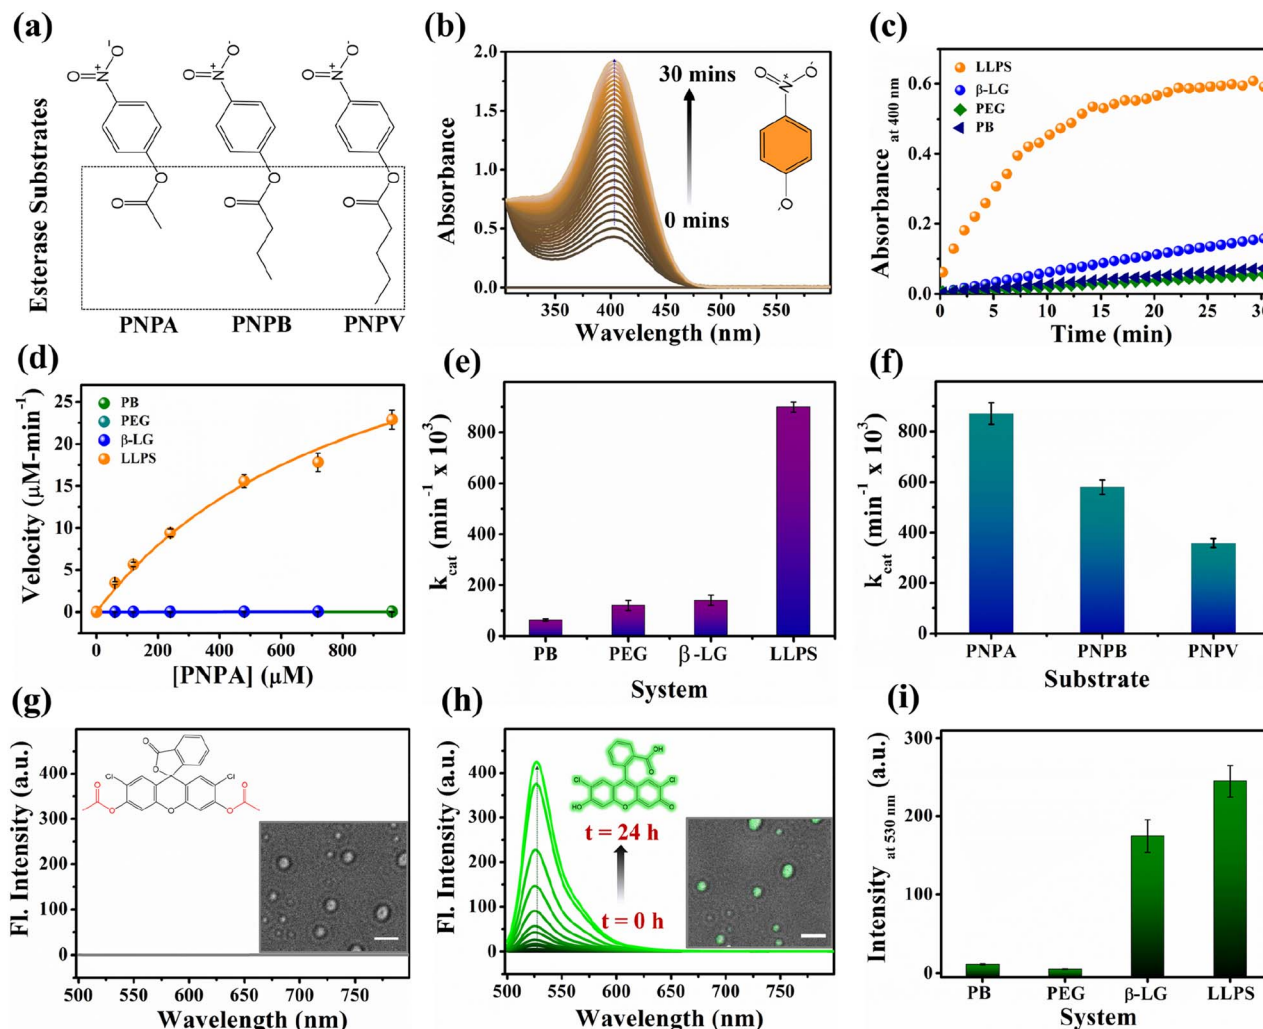 (a)
Esterase Substrates
O
N
+
O
-
O
O
N
+
O
-
O
O
N
+
O
-
O
O
O
O
PNPA PNPB PNPV
(b)
2.0
1.5
1.0
0.5
0.0
Absorbance
30 mins
0 mins
O
N
+
O
-
O
-
350 400 450 500 550
Wavelength (nm)
(c)
LLPS
β-LG
PEG
PB
0.6
0.4
0.2
0.0
Absorbance at 400 nm
0 5 10 15 20 25 30
Time (min)
(d)
PB
PEG
β-LG
LLPS
25
20
15
10
5
0
Velocity (μM-min⁻¹)
0 200 400 600 800
[PNPA] (μM)
(e)
800
600
400
200
0
kcat (min⁻¹ x 10³)
PB PEG β-LG LLPS
System
(f)
800
600
400
200
0
kcat (min⁻¹ x 10³)
PNPA PNPB PNPV
Substrate
(g)
400
300
200
100
0
Fl. Intensity (a.u.)
O
O
Cl Cl
O O
O O O
500 550 600 650 700 750
Wavelength (nm)
(h)
400
300
200
100
0
Fl. Intensity (a.u.)
OH
O
Cl Cl
HO O O
t = 24 h
t = 0 h
500 550 600 650 700 750
Wavelength (nm)
(i)
300
200
100
0
Intensity at 530 nm (a.u.)
PB PEG β-LG LLPS
System